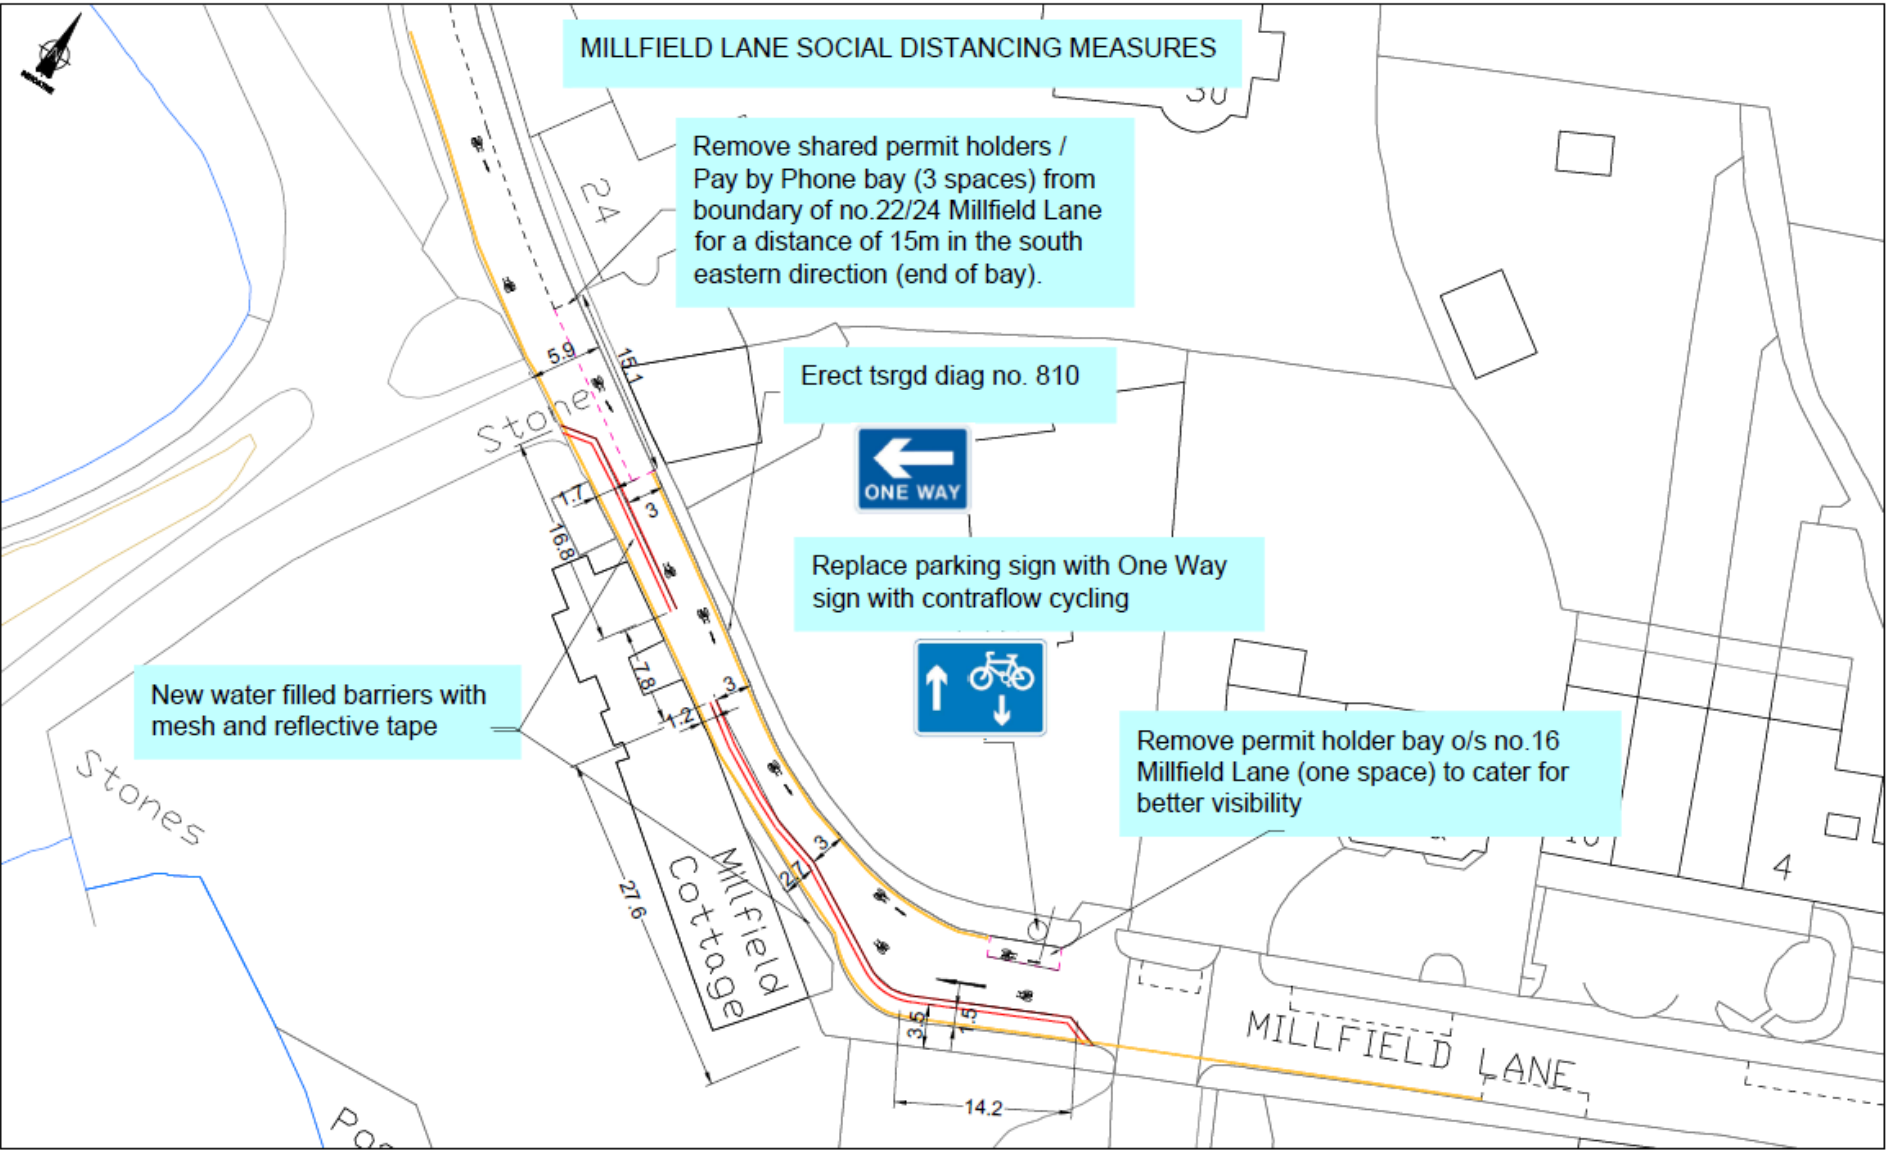 MILLFIELD LANE SOCIAL DISTANCING MEASURES
30
Remove shared permit holders /
Pay by Phone bay (3 spaces) from
boundary of no.22/24 Millfield Lane
for a distance of 15m in the south
eastern direction (end of bay).
24
5.9
15.1
Erect tsrgd diag no. 810
Stone
ONE WAY
1.7
3
16.8
Replace parking sign with One Way
sign with contraflow cycling
7.8
3
1.2
New water filled barriers with
mesh and reflective tape
Remove permit holder bay o/s no.16
Millfield Lane (one space) to cater for
better visibility
Stones
3
27.6
Millfield
Cottage
10
4
3.5
1.5
MILLFIELD LANE
14.2